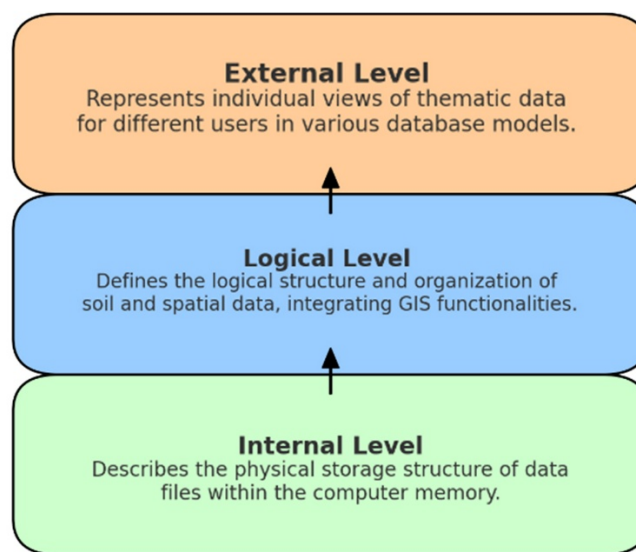 External Level
Represents individual views of thematic data
for different users in various database models.
Logical Level
Defines the logical structure and organization of
soil and spatial data, integrating GIS functionalities.
Internal Level
Describes the physical storage structure of data
files within the computer memory.